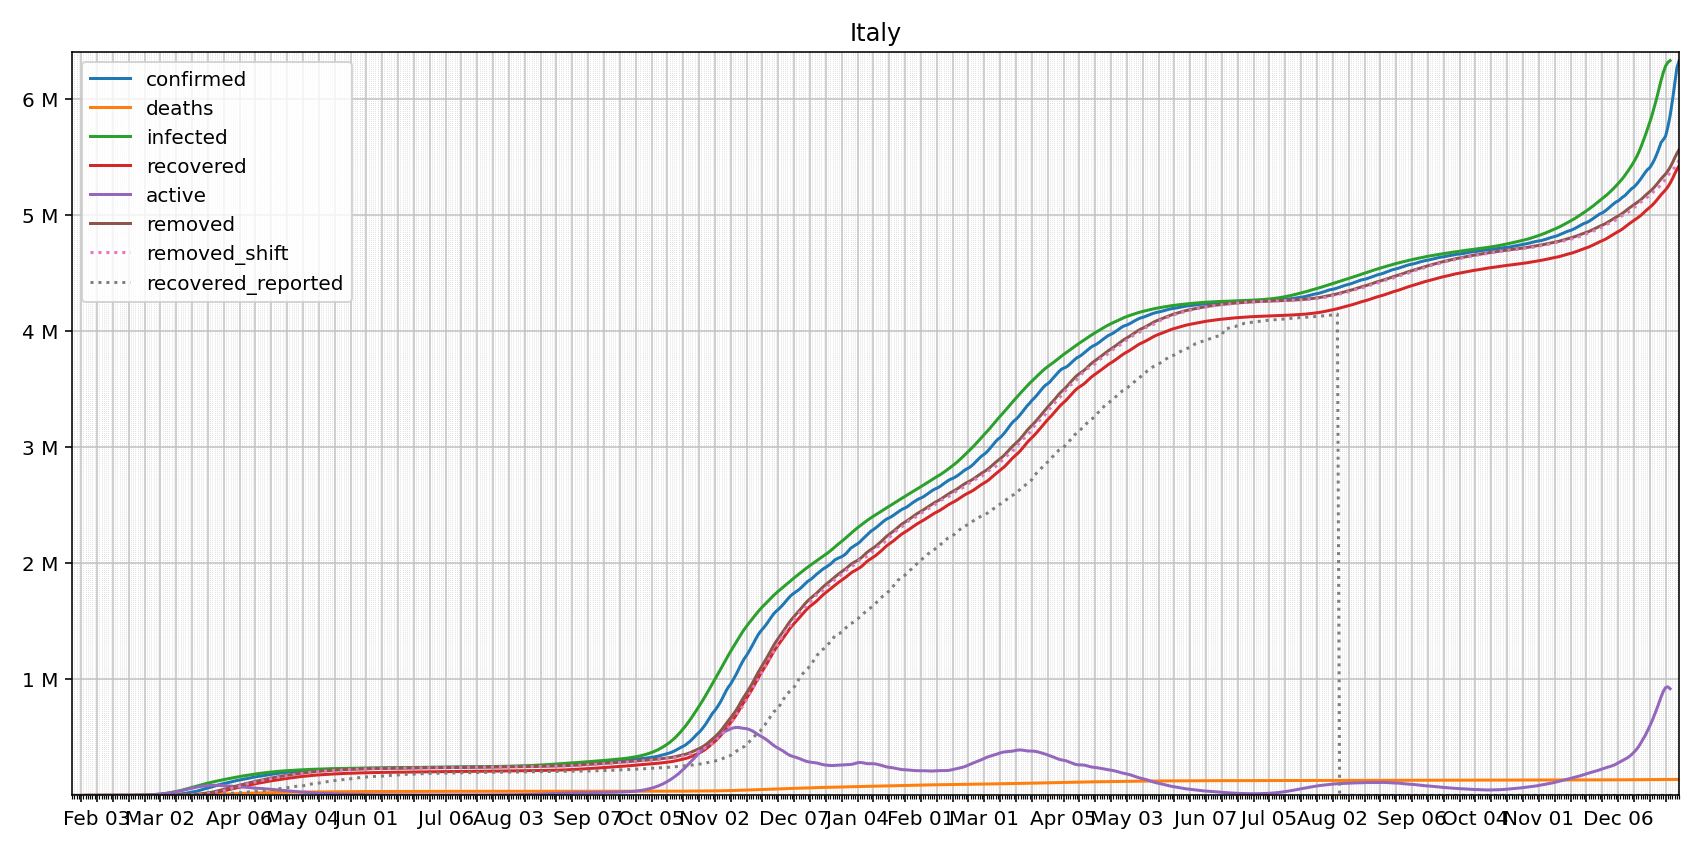 Italy
confirmed
deaths
infected
recovered
active
removed
removed_shift
recovered_reported
6 M
5 M
4 M
3 M
2 M
1 M
Feb 03 Mar 02 Apr 06 May 04 Jun 01 Jul 06 Aug 03 Sep 07 Oct 05 Nov 02 Dec 07 Jan 04 Feb 01 Mar 01 Apr 05 May 03 Jun 07 Jul 05 Aug 02 Sep 06 Oct 04 Nov 01 Dec 06